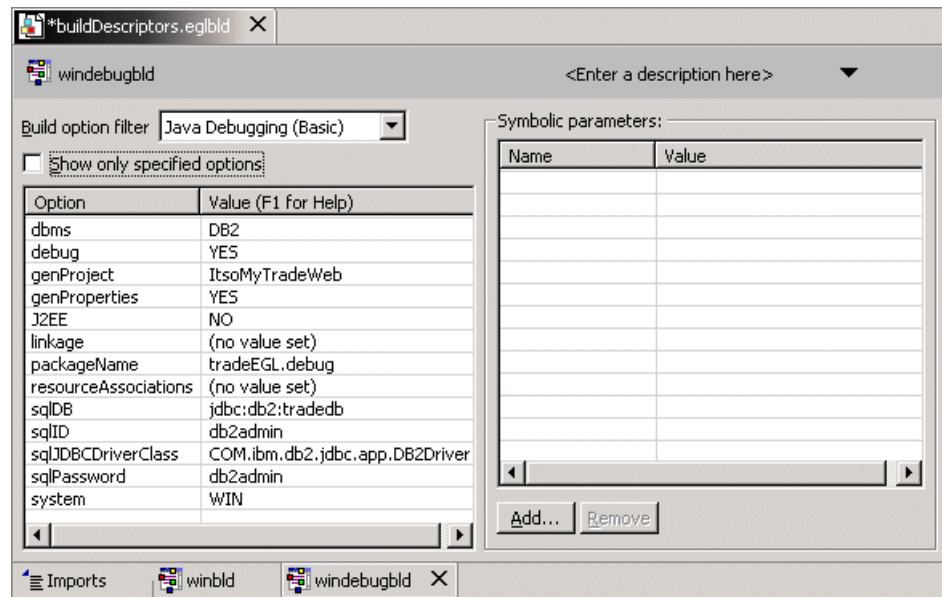 *buildDescriptors.eglbld
windebugbld
<Enter a description here>
Build option filter
Java Debugging (Basic)
Show only specified options
Option Value (F1 for Help)
dbms DB2
debug YES
genProject ItsoMyTradeWeb
genProperties YES
J2EE NO
linkage (no value set)
packageName tradeEGL.debug
resourceAssociations (no value set)
sqlDB jdbc:db2:tradedb
sqlID db2admin
sqlJDBCDriverClass COM.ibm.db2.jdbc.app.DB2Driver
sqlPassword db2admin
system WIN
Symbolic parameters:
Name Value
Add... Remove
Imports winbld windebugbld